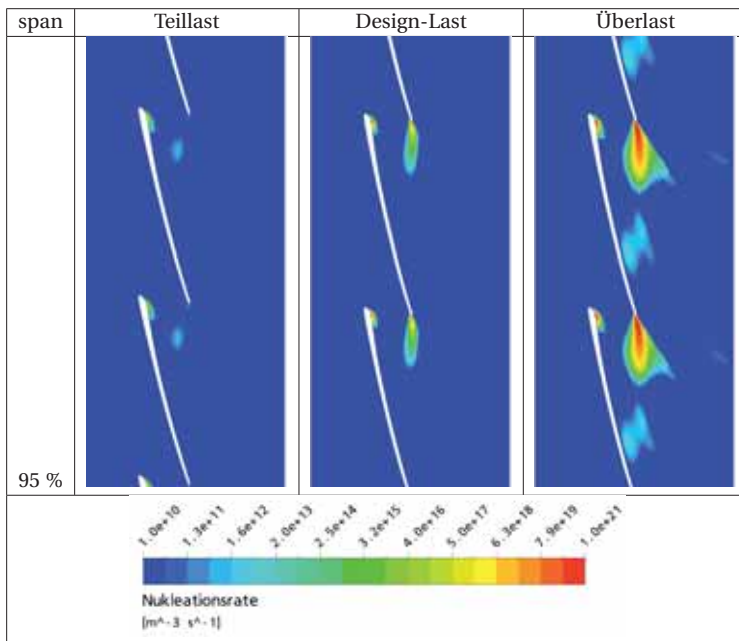 span Teillast Design-Last Überlast
95 %
1.0e+10 1.3e+11 1.6e+12 2.0e+13 2.5e+14 3.2e+15 4.0e+16 5.0e+17 6.3e+18 7.9e+19 1.0e+21
Nukleationsrate
[m^-3 s^-1]